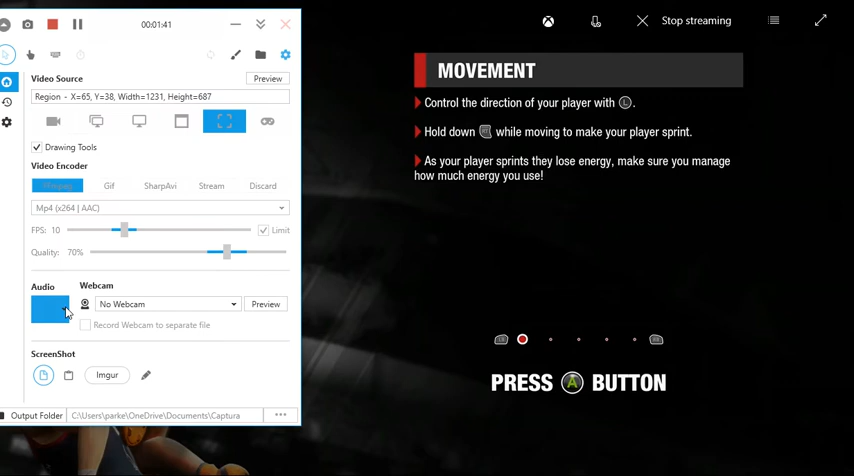 00:01:41
Stop streaming
Video Source
Preview
Region - X=65, Y=38, Width=1231, Height=687
Drawing Tools
Video Encoder
FFmpeg
Gif
SharpAvi
Stream
Discard
Mp4 (x264 | AAC)
FPS: 10
Limit
Quality: 70%
Audio
Webcam
No Webcam
Preview
Record Webcam to separate file
ScreenShot
Imgur
Output Folder
C:\Users\parke\OneDrive\Documents\Captura
MOVEMENT
Control the direction of your player with L.
Hold down RT while moving to make your player sprint.
As your player sprints they lose energy, make sure you manage
how much energy you use!
PRESS A BUTTON